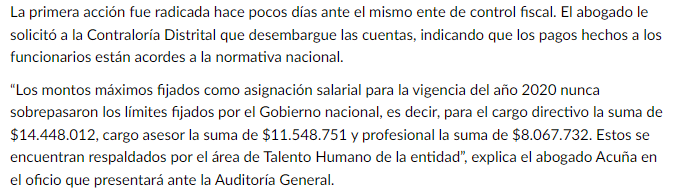 La primera acción fue radicada hace pocos días ante el mismo ente de control fiscal. El abogado le
solicitó a la Contraloría Distrital que desembargue las cuentas, indicando que los pagos hechos a los
funcionarios están acordes a la normativa nacional.
“Los montos máximos fijados como asignación salarial para la vigencia del año 2020 nunca
sobrepasaron los límites fijados por el Gobierno nacional, es decir, para el cargo directivo la suma de
$14.448.012, cargo asesor la suma de $11.548.751 y profesional la suma de $8.067.732. Estos se
encuentran respaldados por el área de Talento Humano de la entidad”, explica el abogado Acuña en
el oficio que presentará ante la Auditoría General.